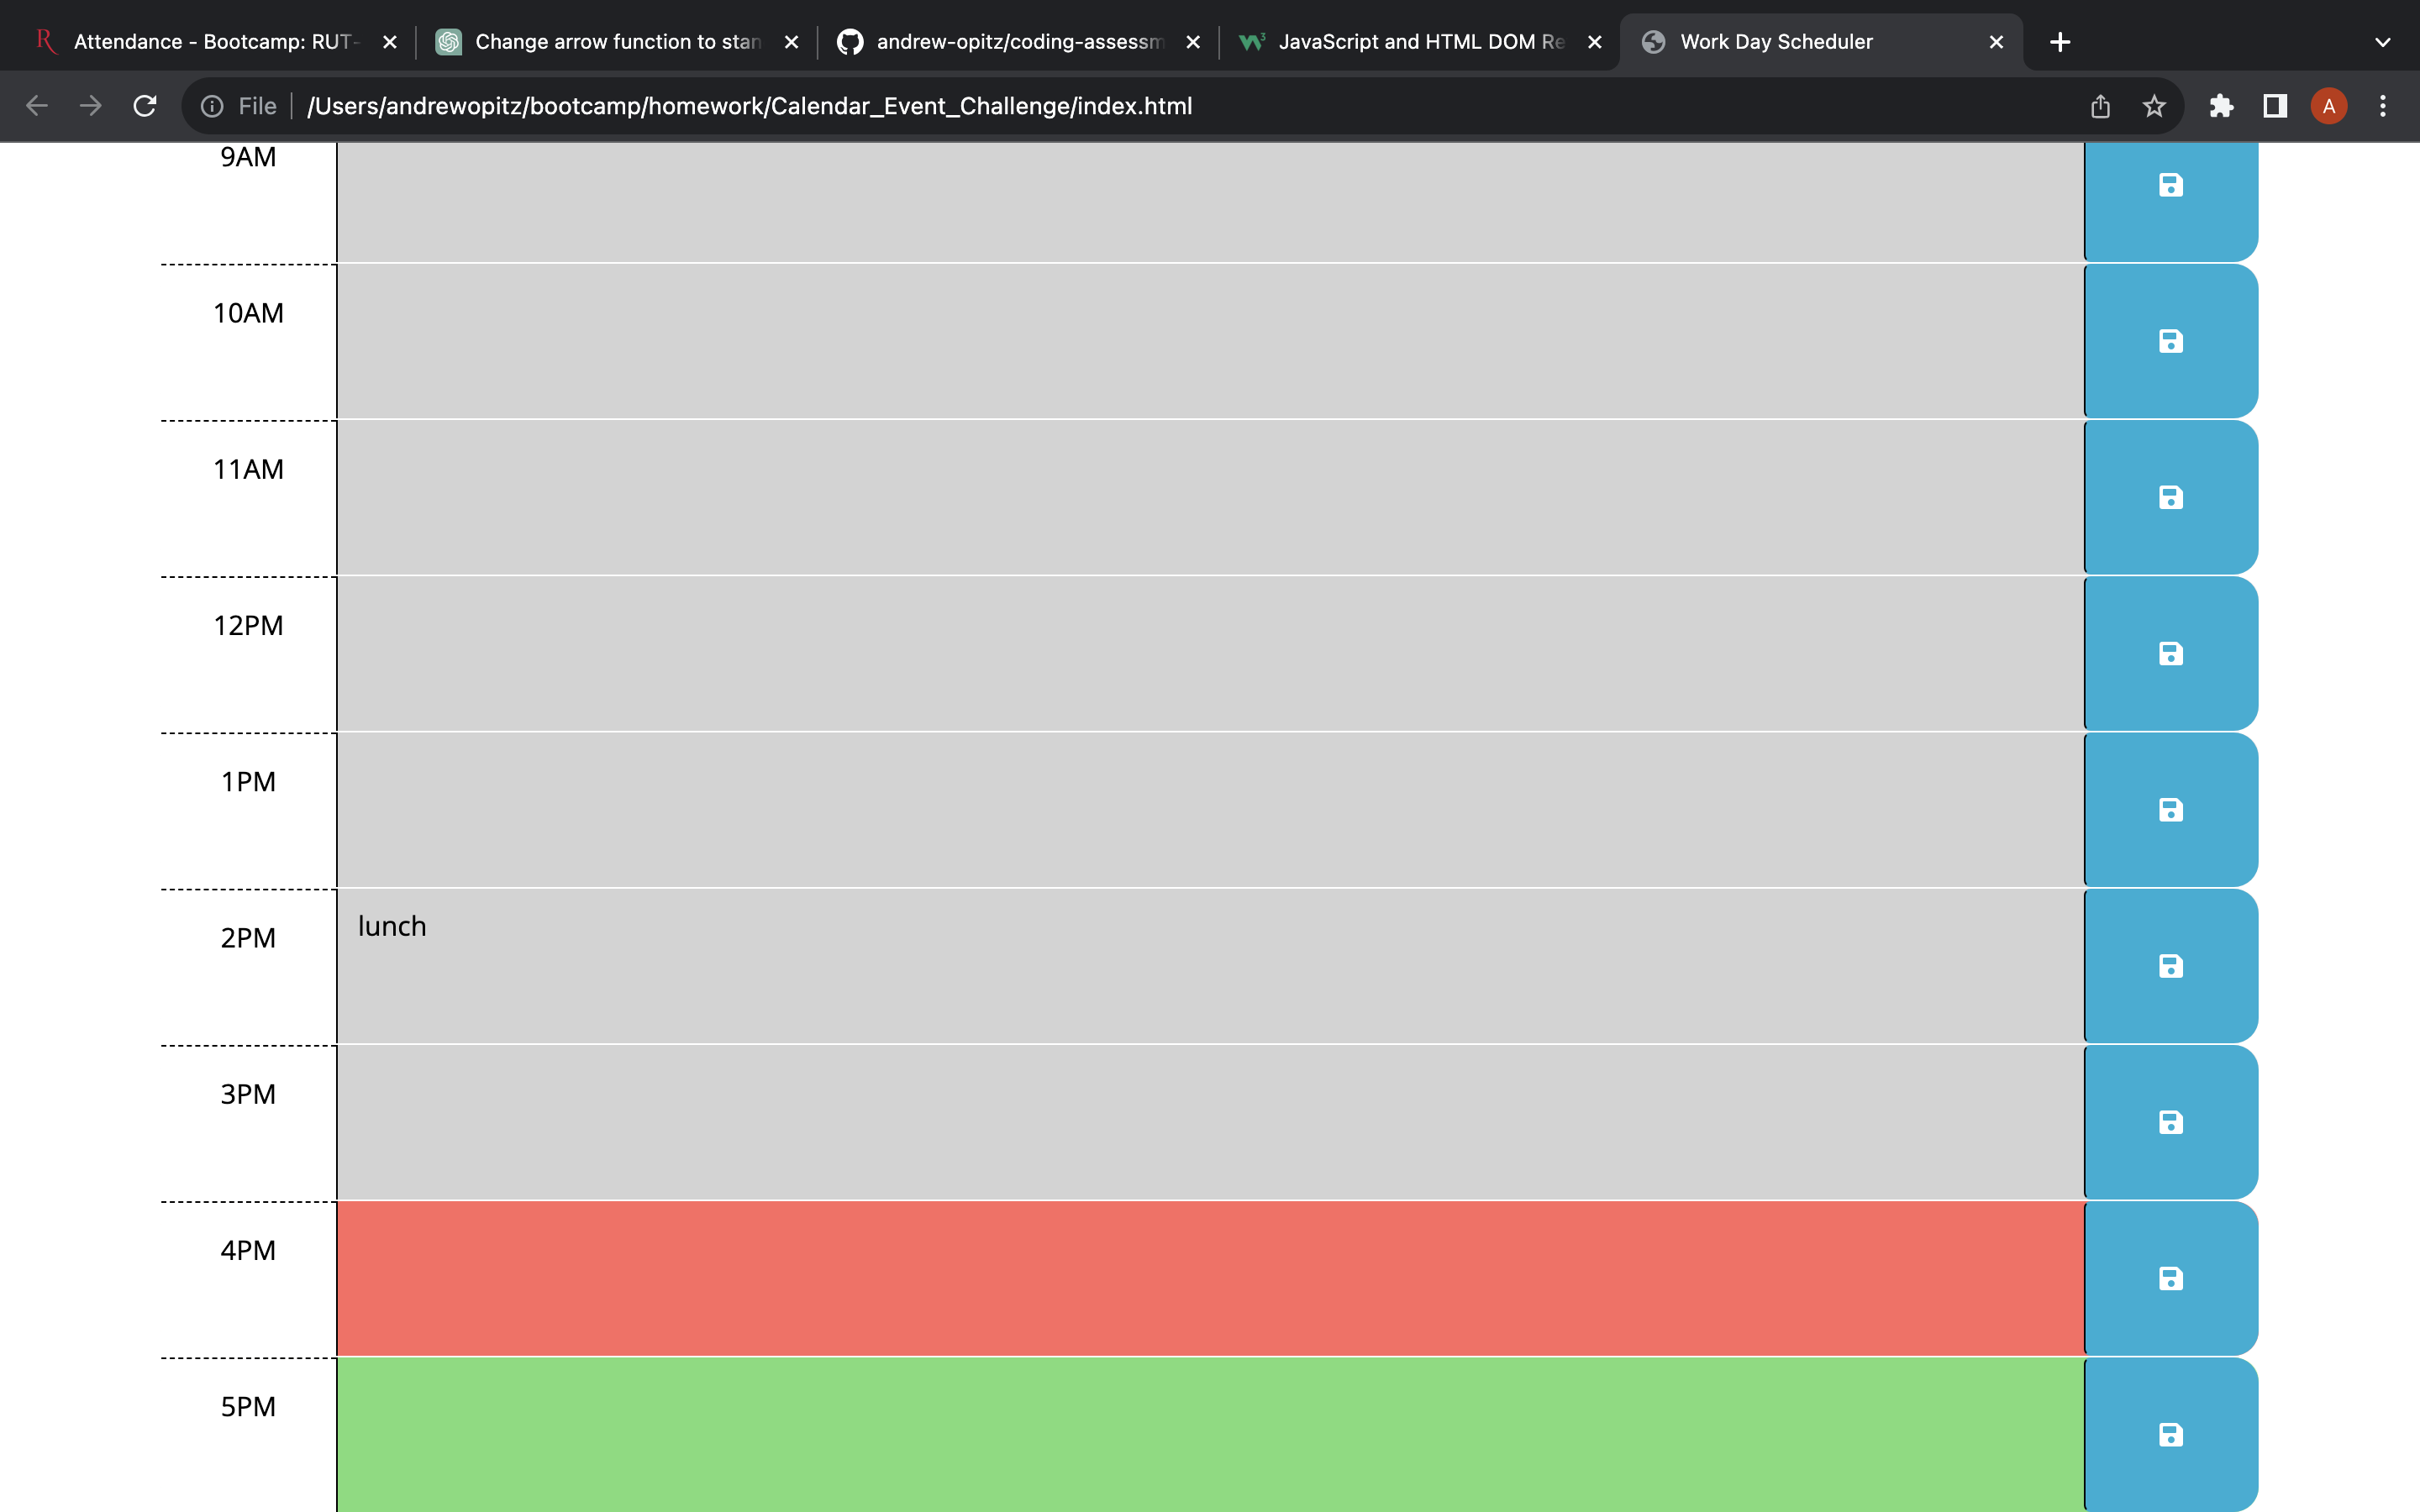 Attendance - Bootcamp: RUT-
Change arrow function to stan
andrew-opitz/coding-assessm
JavaScript and HTML DOM Re
Work Day Scheduler
File
/Users/andrewopitz/bootcamp/homework/Calendar_Event_Challenge/index.html
A
9AM
10AM
11AM
12PM
1PM
2PM lunch
3PM
4PM
5PM